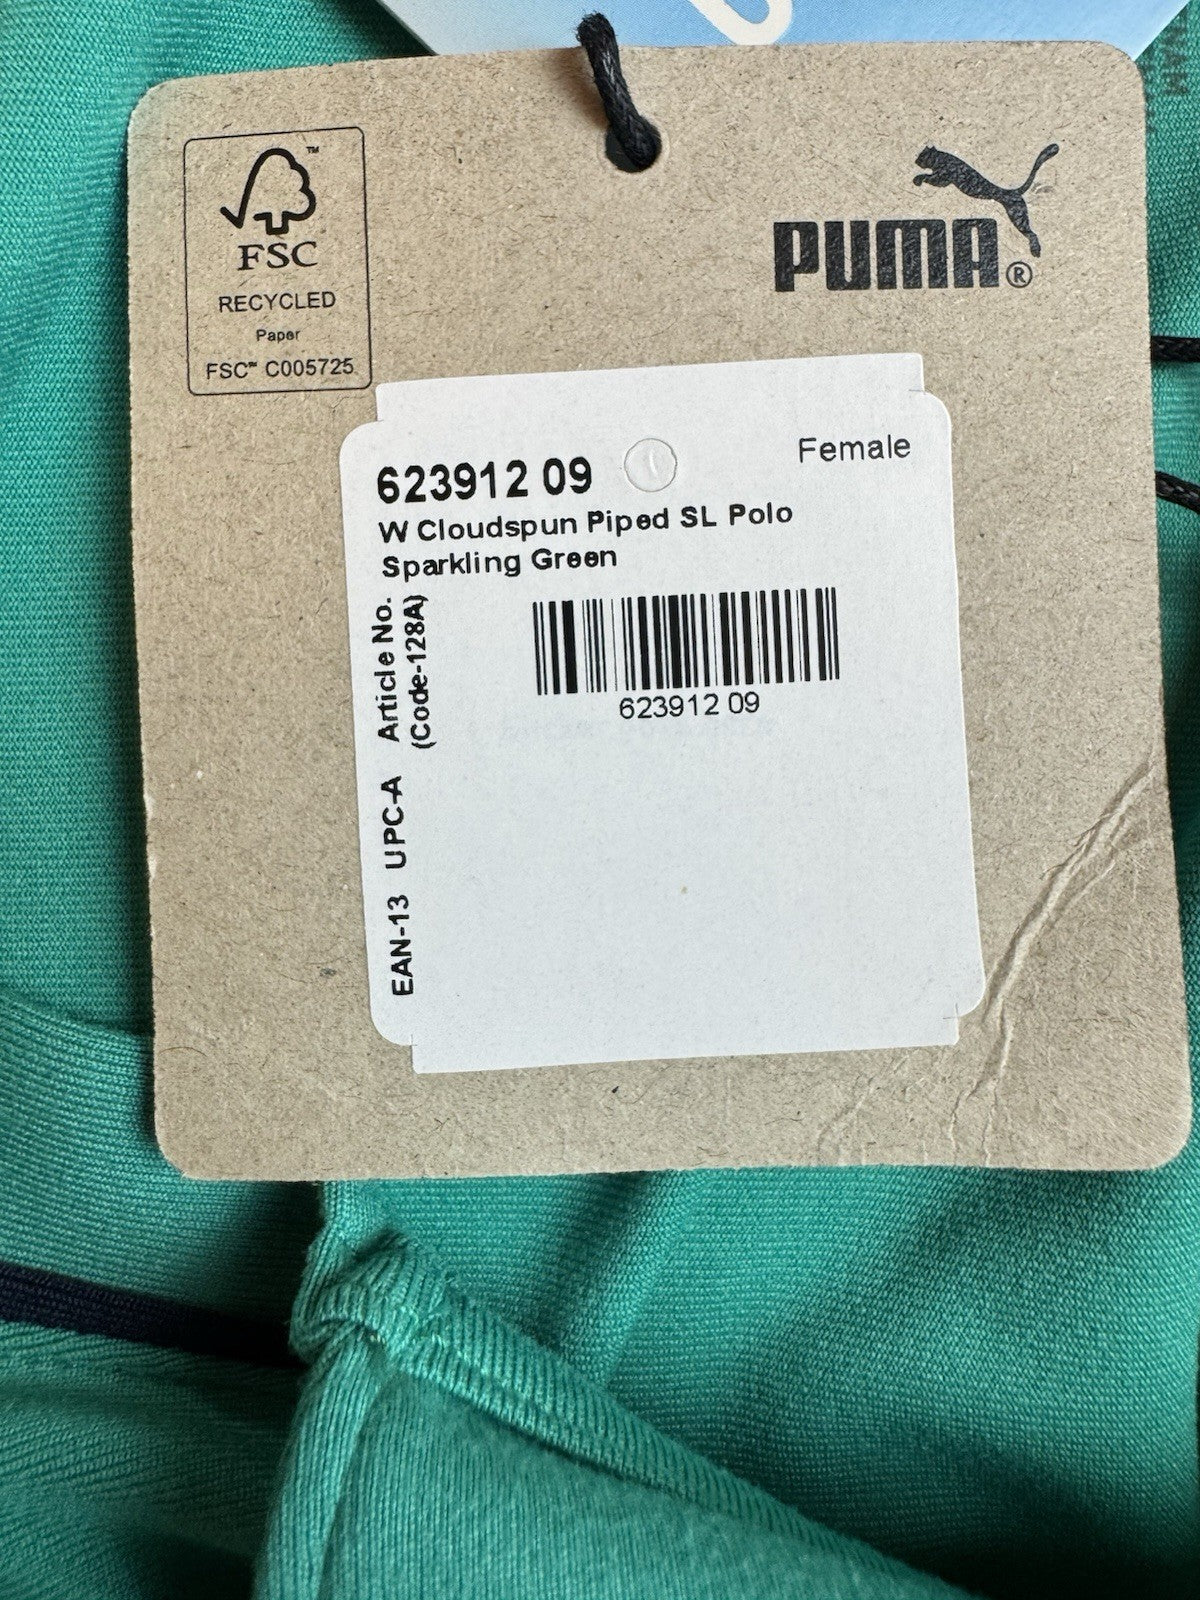 FSC™
RECYCLED
Paper
FSC™ C005725
PUMA®
Female
623912 09
W Cloudspun Piped SL Polo
Sparkling Green
Article No.
(Code-128A)
623912 09
UPC-A
EAN-13